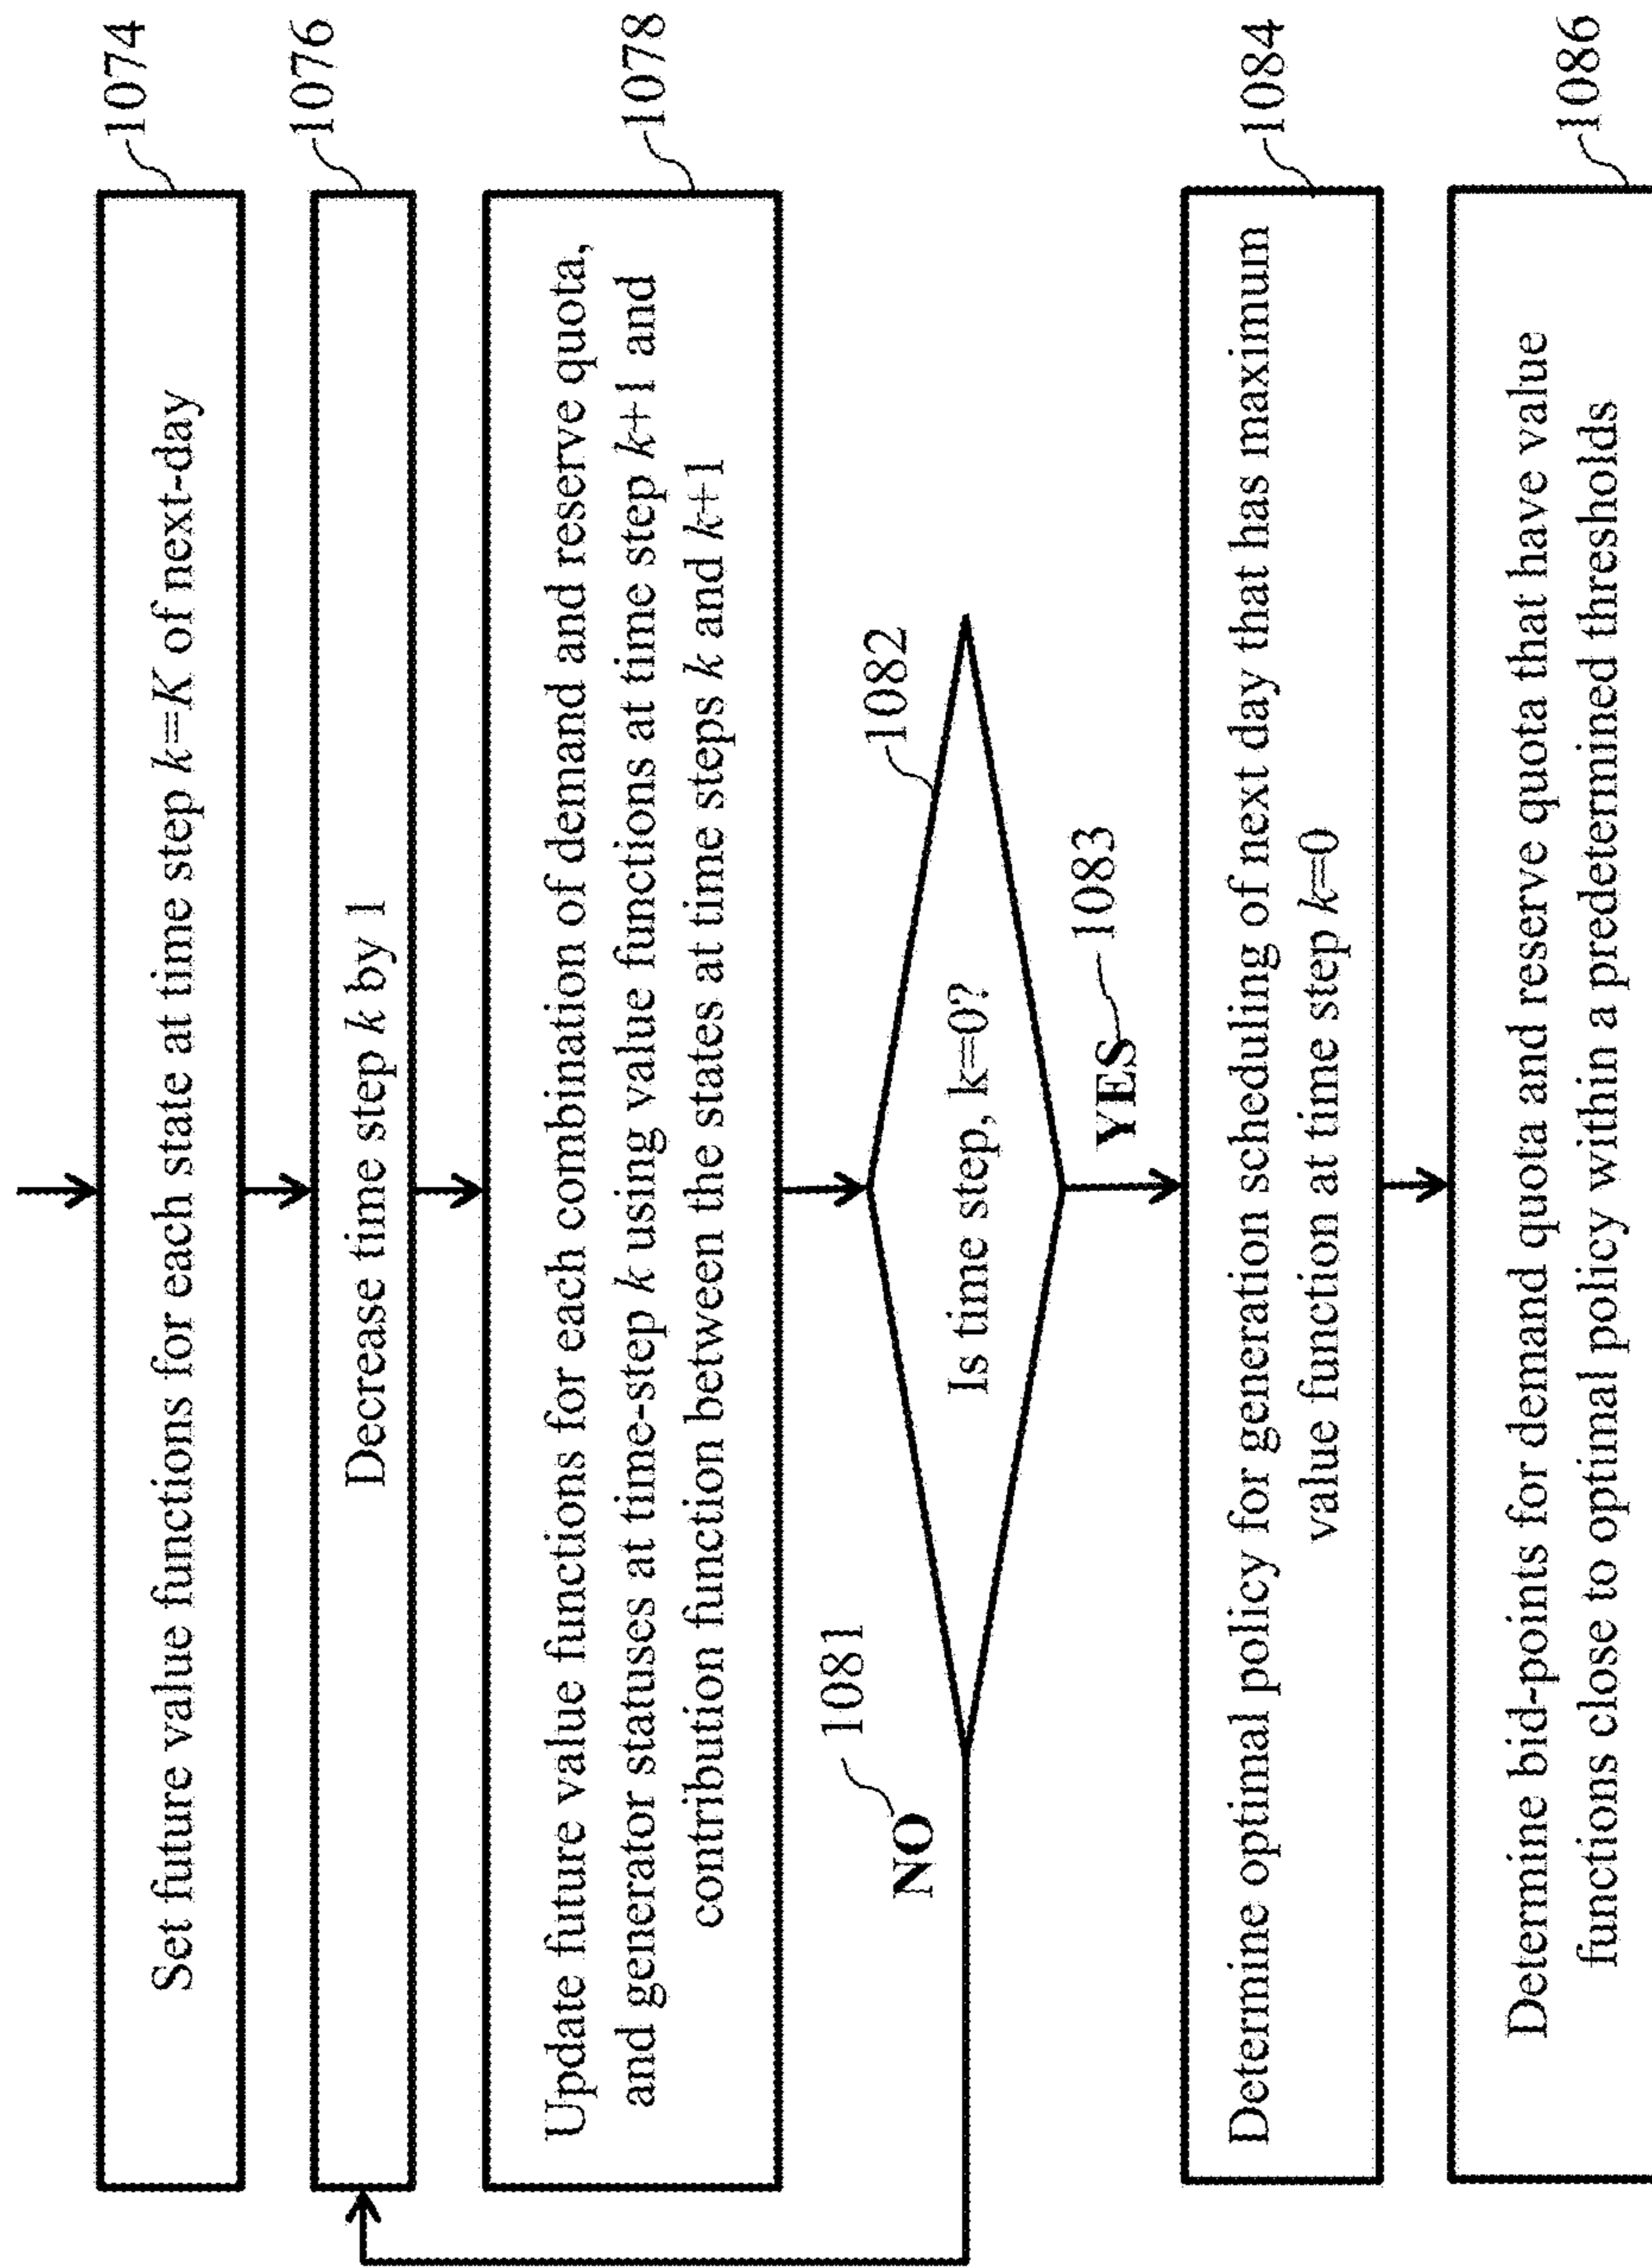 Set future value functions for each state at time step k=K of next-day
1074
Decrease time step k by 1
1076
Update future value functions for each combination of demand and reserve quota,
and generator statuses at time-step k using value functions at time step k+1 and
contribution function between the states at time steps k and k+1
1078
Is time step, k=0?
1082
NO
1081
YES
1083
Determine optimal policy for generation scheduling of next day that has maximum
value function at time step k=0
1084
Determine bid-points for demand quota and reserve quota that have value
functions close to optimal policy within a predetermined thresholds
1086